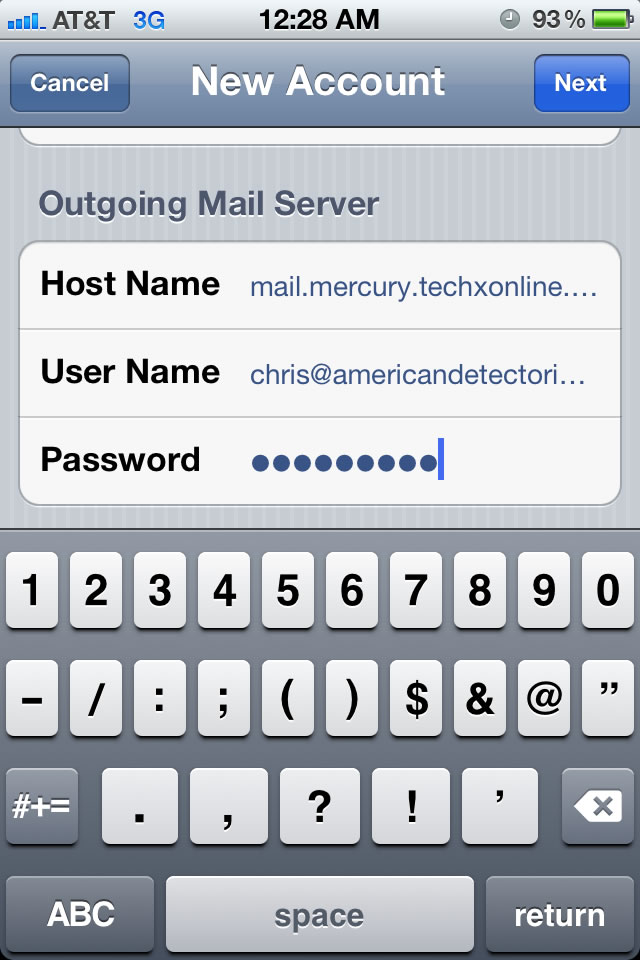 AT&T 3G 12:28 AM 93%
Cancel New Account Next
Outgoing Mail Server
Host Name mail.mercury.techxonline.…
User Name chris@americandetectori…
Password ●●●●●●●●●
1 2 3 4 5 6 7 8 9 0
- / : ; ( ) $ & @ ”
#+= . , ? ! ’
ABC space return